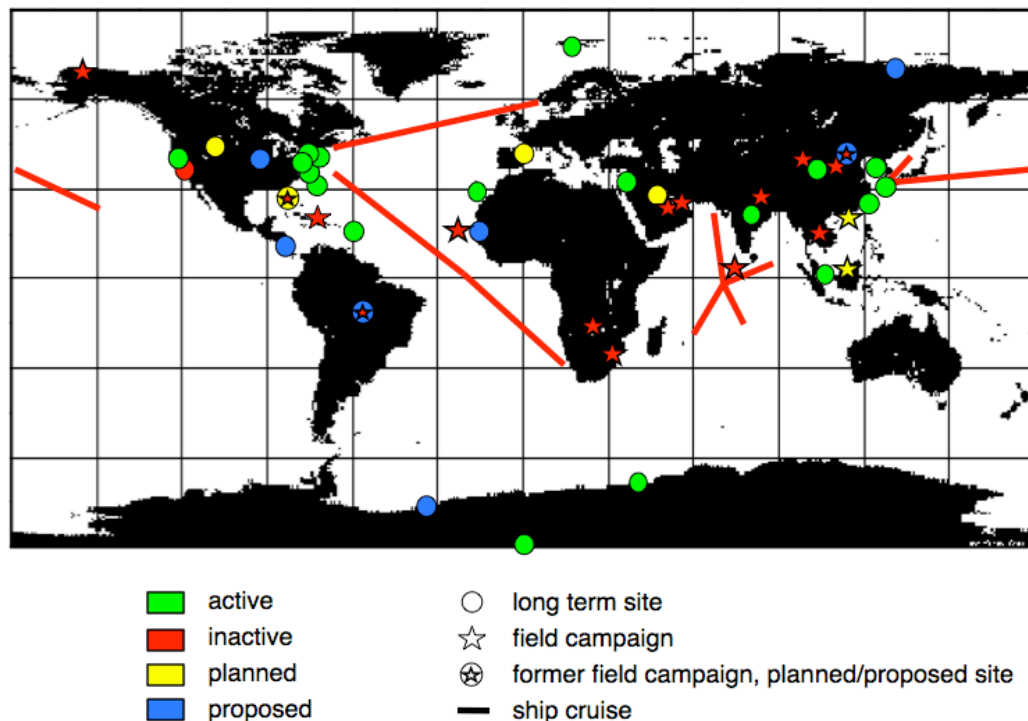 active
inactive
planned
proposed
long term site
field campaign
former field campaign, planned/proposed site
ship cruise